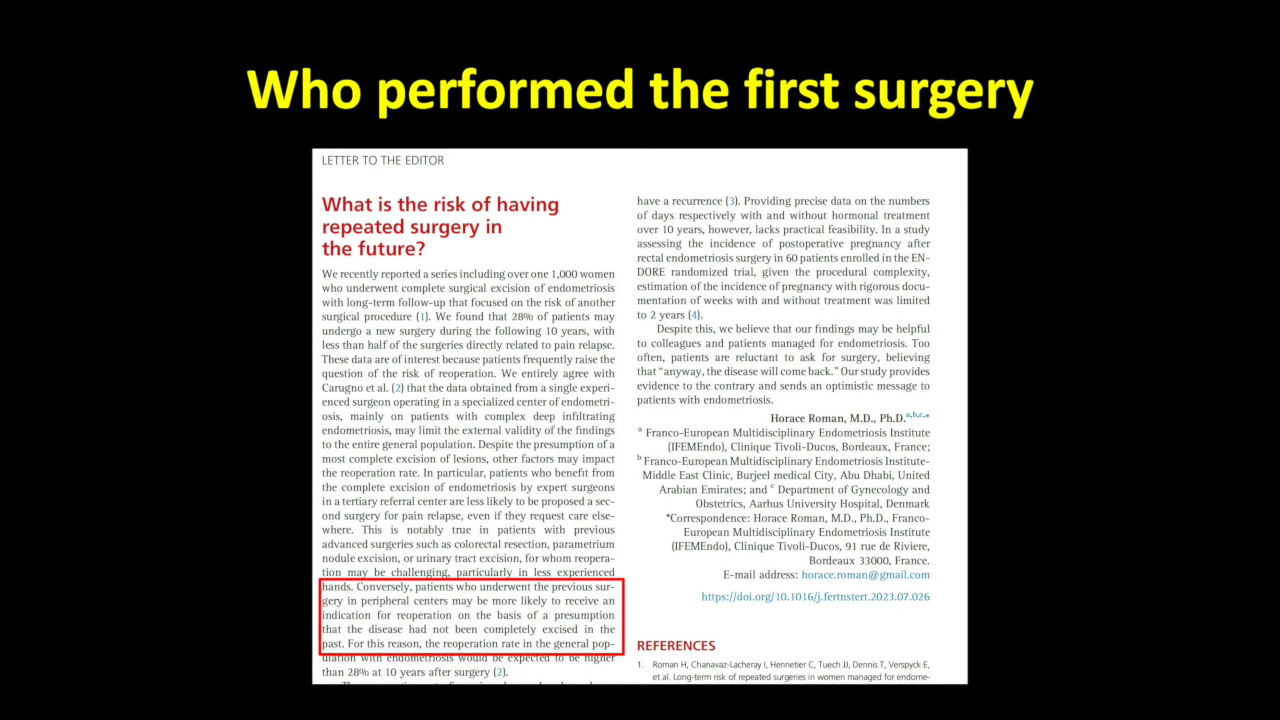 Who performed the first surgery
LETTER TO THE EDITOR
What is the risk of having
repeated surgery in
the future?
We recently reported a series including over one 1,000 women
who underwent complete surgical excision of endometriosis
with long-term follow-up that focused on the risk of another
surgical procedure (1). We found that 28% of patients may
undergo a new surgery during the following 10 years, with
less than half of the surgeries directly related to pain relapse.
These data are of interest because patients frequently raise the
question of the risk of reoperation. We entirely agree with
Carugno et al. (2) that the data obtained from a single experi-
enced surgeon operating in a specialized center of endometri-
osis, mainly on patients with complex deep infiltrating
endometriosis, may limit the external validity of the findings
to the entire general population. Despite the presumption of a
most complete excision of lesions, other factors may impact
the reoperation rate. In particular, patients who benefit from
the complete excision of endometriosis by expert surgeons
in a tertiary referral center are less likely to be proposed a sec-
ond surgery for pain relapse, even if they request care else-
where. This is notably true in patients with previous
advanced surgeries such as colorectal resection, parametrium
nodule excision, or urinary tract excision, for whom reopera-
tion may be challenging, particularly in less experienced
hands. Conversely, patients who underwent the previous sur-
gery in peripheral centers may be more likely to receive an
indication for reoperation on the basis of a presumption
that the disease had not been completely excised in the
past. For this reason, the reoperation rate in the general pop-
ulation with endometriosis would be expected to be higher
than 28% at 10 years after surgery (2).
have a recurrence (3). Providing precise data on the numbers
of days respectively with and without hormonal treatment
over 10 years, however, lacks practical feasibility. In a study
assessing the incidence of postoperative pregnancy after
rectal endometriosis surgery in 60 patients enrolled in the EN-
DORE randomized trial, given the procedural complexity,
estimation of the incidence of pregnancy with rigorous docu-
mentation of weeks with and without treatment was limited
to 2 years (4).
Despite this, we believe that our findings may be helpful
to colleagues and patients managed for endometriosis. Too
often, patients are reluctant to ask for surgery, believing
that “anyway, the disease will come back.” Our study provides
evidence to the contrary and sends an optimistic message to
patients with endometriosis.
Horace Roman, M.D., Ph.D.a,b,c,*
a Franco-European Multidisciplinary Endometriosis Institute
(IFEMEndo), Clinique Tivoli-Ducos, Bordeaux, France;
b Franco-European Multidisciplinary Endometriosis Institute-
Middle East Clinic, Burjeel medical City, Abu Dhabi, United
Arabian Emirates; and c Department of Gynecology and
Obstetrics, Aarhus University Hospital, Denmark
*Correspondence: Horace Roman, M.D., Ph.D., Franco-
European Multidisciplinary Endometriosis Institute
(IFEMEndo), Clinique Tivoli-Ducos, 91 rue de Riviere,
Bordeaux 33000, France.
E-mail address: horace.roman@gmail.com
https://doi.org/10.1016/j.fertnstert.2023.07.026
REFERENCES
1. Roman H, Chanavaz-Lacheray I, Hennetier C, Tuech JJ, Dennis T, Verspyck E,
et al. Long-term risk of repeated surgeries in women managed for endome-